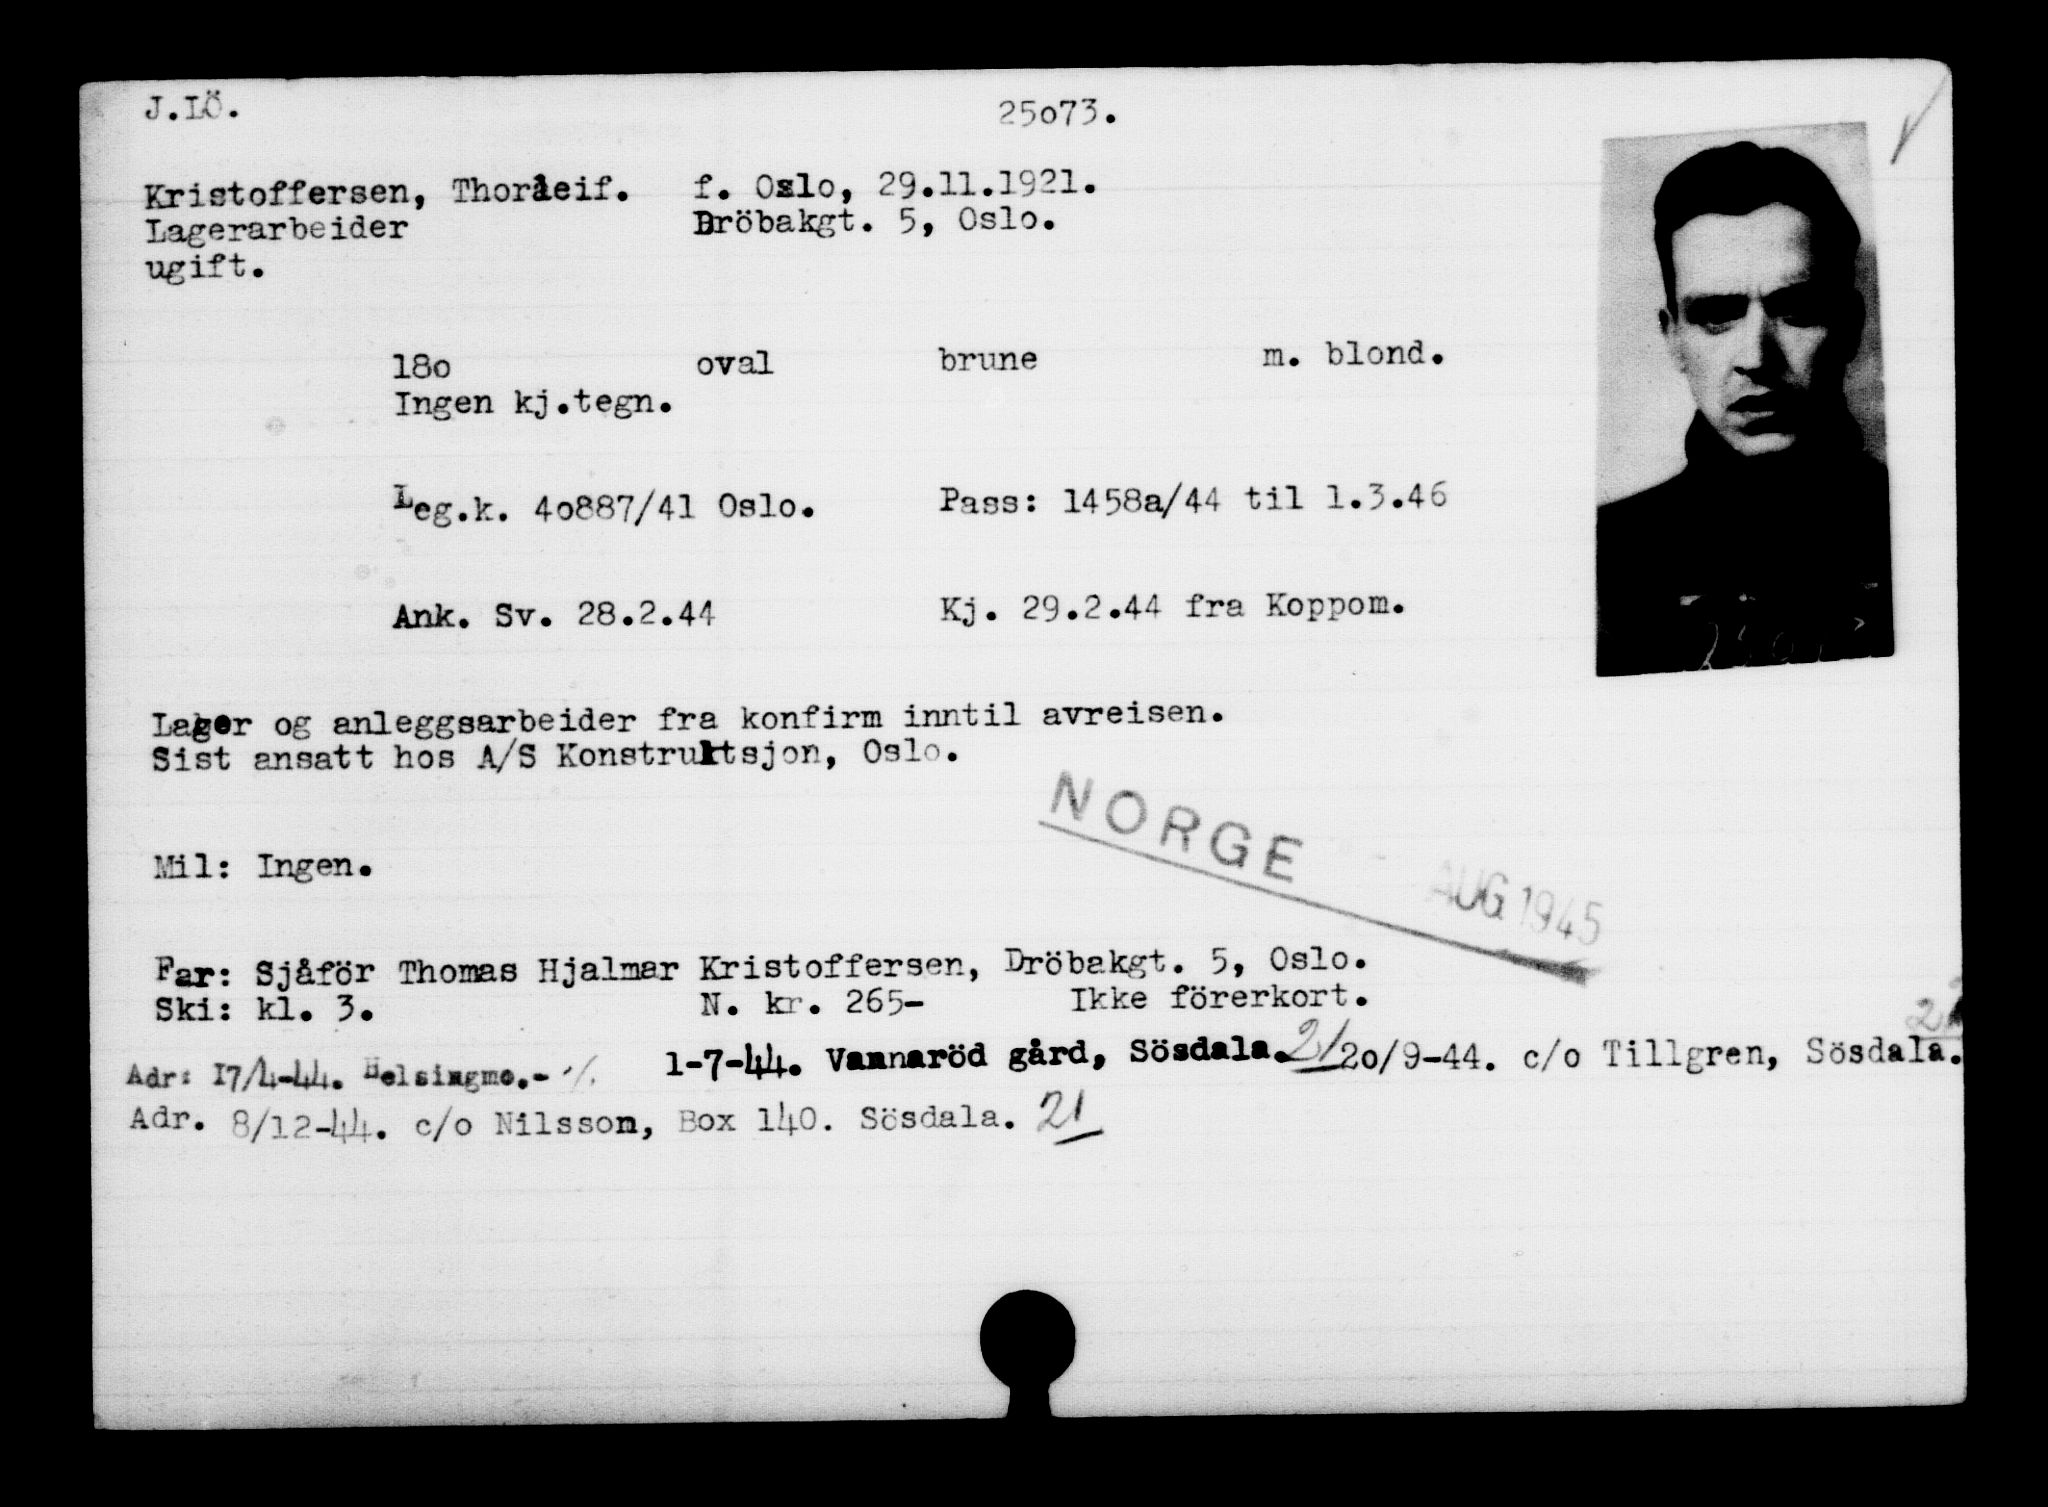 J.LÖ. 25o73.
Kristoffersen, Thorleif. f. Oslo, 29.11.1921.
Lagerarbeider Dröbakgt. 5, Oslo.
ugift.
18o oval brune m. blond.
Ingen kj.tegn.
Leg.k. 4o887/41 Oslo. Pass: 1458a/44 til 1.3.46
Ank. Sv. 28.2.44 Kj. 29.2.44 fra Koppom.
Lager og anleggsarbeider fra konfirm inntil avreisen.
Sist ansatt hos A/S Konstruktsjon, Oslo.
NORGE AUG 1945
Mil: Ingen.
Far: Sjåför Thomas Hjalmar Kristoffersen, Dröbakgt. 5, Oslo.
Ski: kl. 3. N. kr. 265- Ikke förerkort.
Adr: 17/4-44. Helsingmo.- 1-7-44. Vannaröd gård, Sösdala. 21 2o/9-44. c/o Tillgren, Sösdala.
Adr. 8/12-44. c/o Nilsson, Box 140. Sösdala. 21